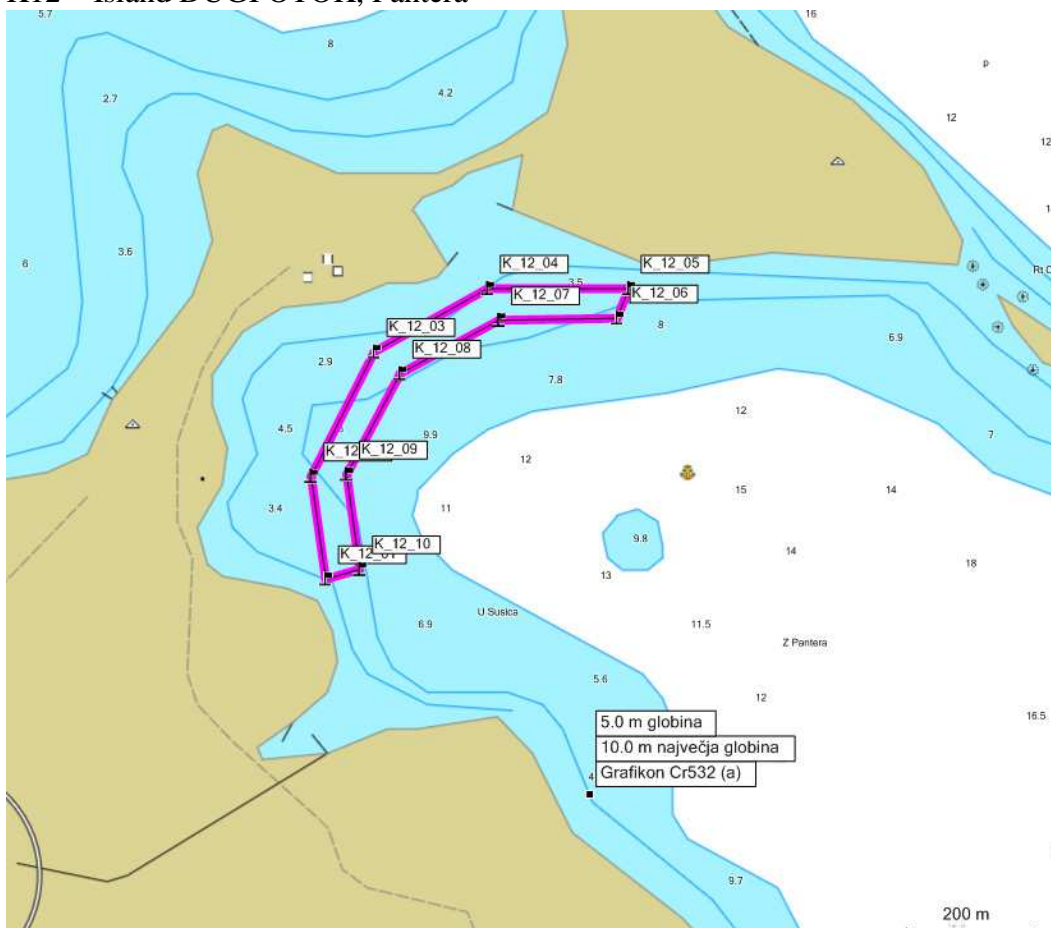 K12 – Island DUGI OTOK, Pantera
5.7
8
16
2.7
4.2
p
12
12
3.6
6
Rt
K_12_04
K_12_05
3.5
K_12_07
K_12_06
8
K_12_03
2.9
K_12_08
6.9
7.8
12
4.5
9.9
7
K_12_09
12
15
14
3.4
11
9.8
K_12_10
K_12_01
14
18
13
U Susica
6.9
11.5
Z Pantera
5.6
12
16.5
5.0 m globina
10.0 m največja globina
4
Grafikon Cr532 (a)
9.7
200 m